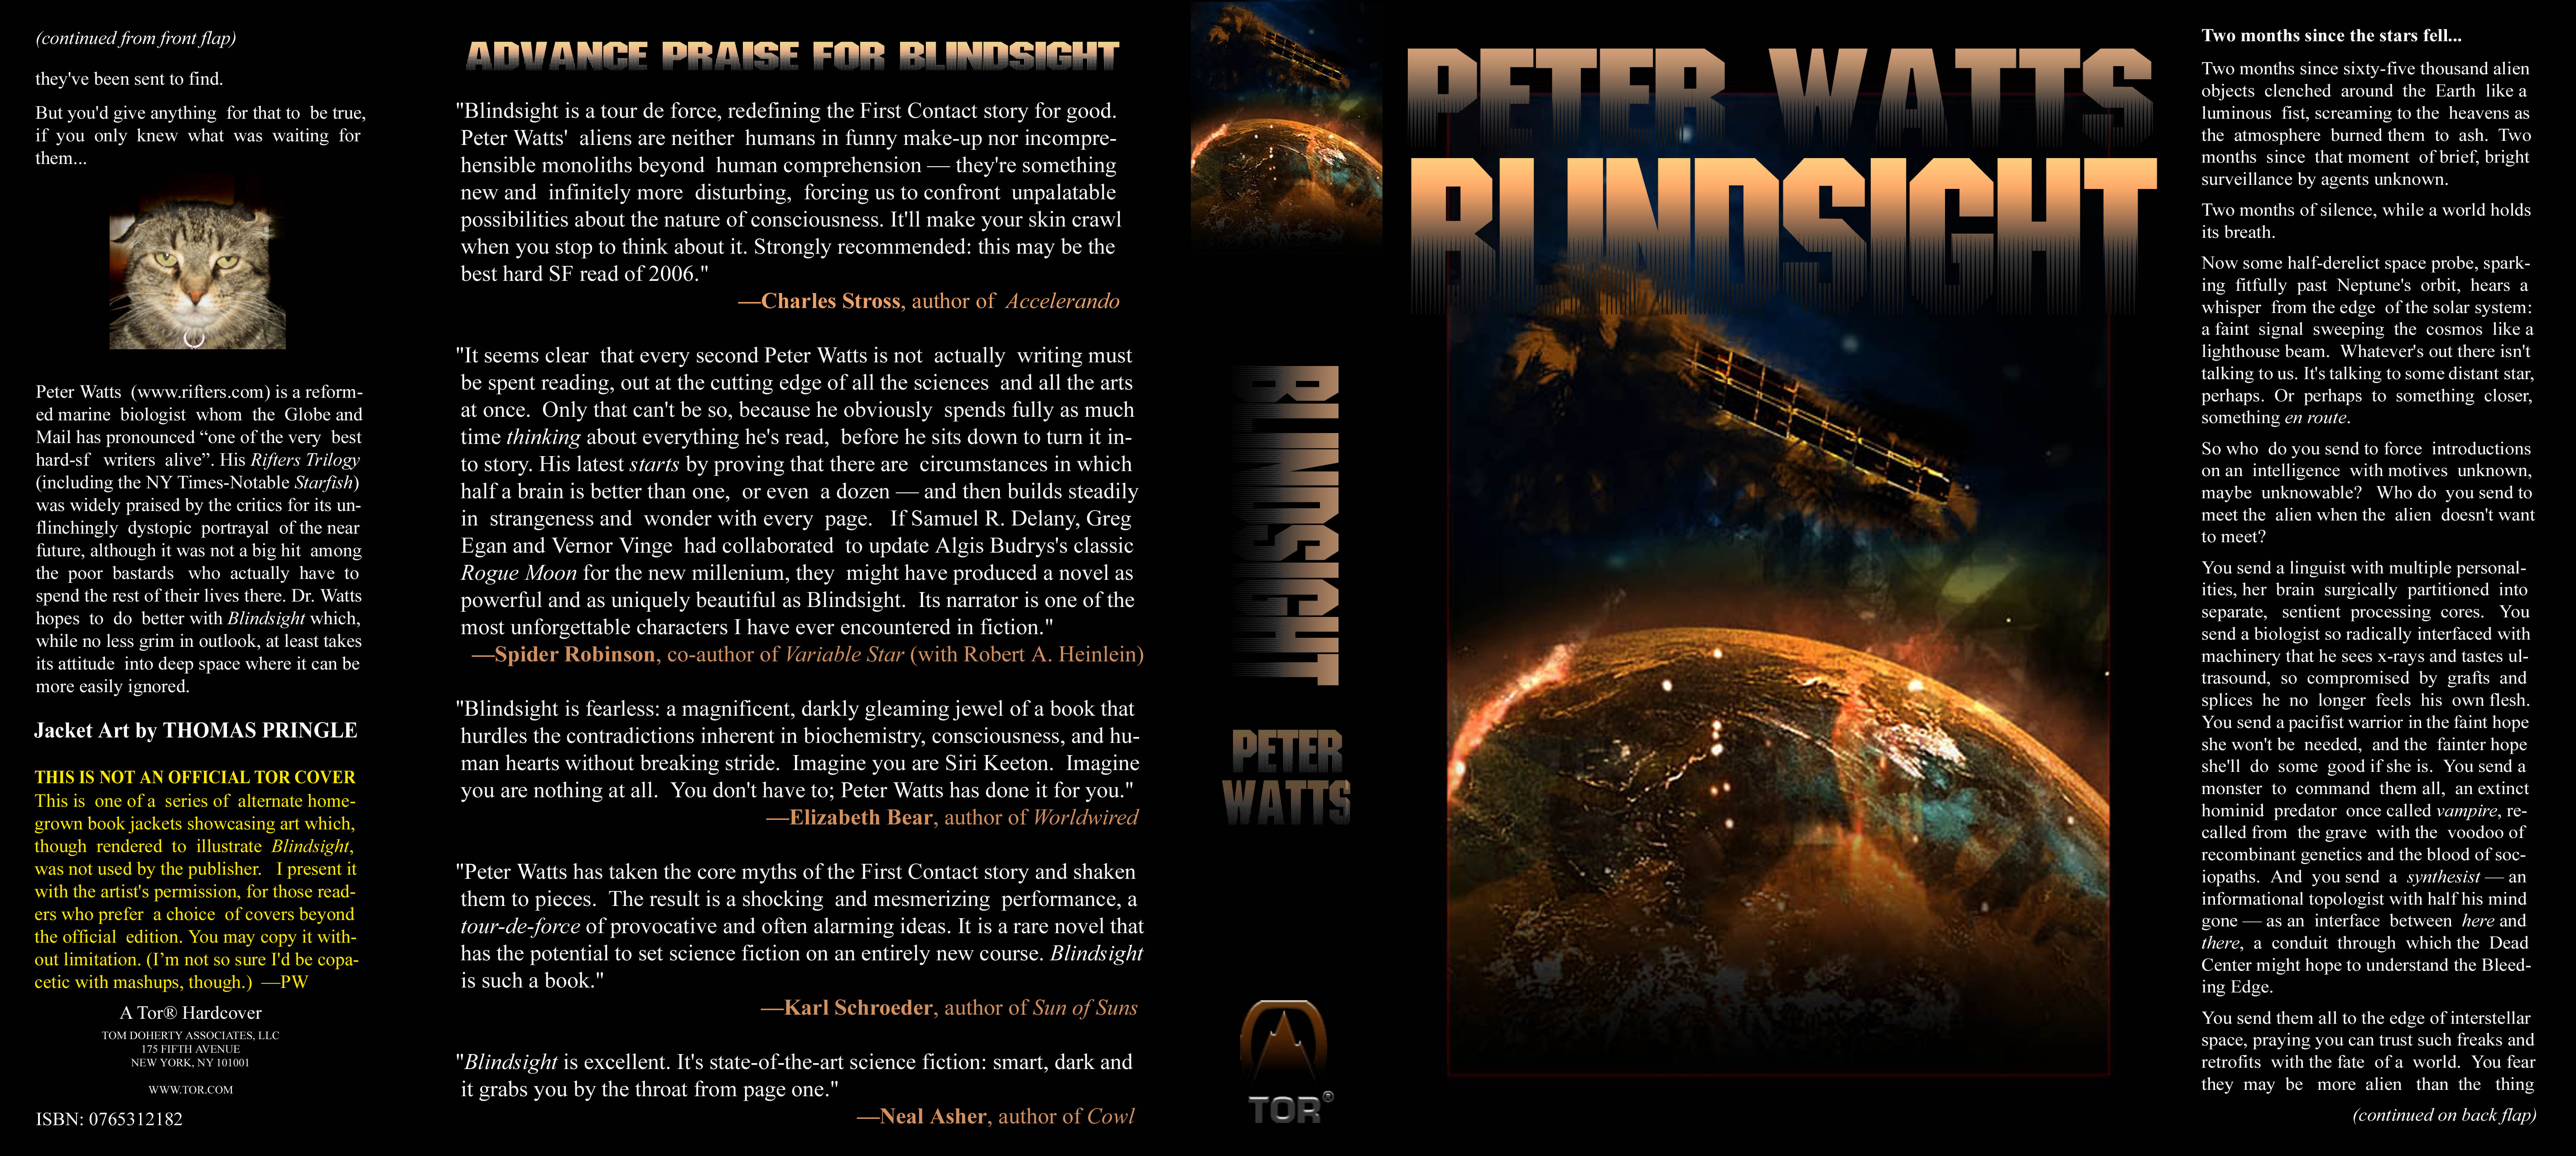 (continued from front flap)
they've been sent to find.
But you'd give anything for that to be true,
if you only knew what was waiting for
them...
Peter Watts (www.rifters.com) is a reform-
ed marine biologist whom the Globe and
Mail has pronounced “one of the very best
hard-sf writers alive”. His Rifters Trilogy
(including the NY Times-Notable Starfish)
was widely praised by the critics for its un-
flinchingly dystopic portrayal of the near
future, although it was not a big hit among
the poor bastards who actually have to
spend the rest of their lives there. Dr. Watts
hopes to do better with Blindsight which,
while no less grim in outlook, at least takes
its attitude into deep space where it can be
more easily ignored.
Jacket Art by THOMAS PRINGLE
THIS IS NOT AN OFFICIAL TOR COVER
This is one of a series of alternate home-
grown book jackets showcasing art which,
though rendered to illustrate Blindsight,
was not used by the publisher. I present it
with the artist's permission, for those read-
ers who prefer a choice of covers beyond
the official edition. You may copy it with-
out limitation. (I’m not so sure I'd be copa-
cetic with mashups, though.) —PW
A Tor® Hardcover
TOM DOHERTY ASSOCIATES, LLC
175 FIFTH AVENUE
NEW YORK, NY 101001
WWW.TOR.COM
ISBN: 0765312182
ADVANCE PRAISE FOR BLINDSIGHT
"Blindsight is a tour de force, redefining the First Contact story for good.
Peter Watts' aliens are neither humans in funny make-up nor incompre-
hensible monoliths beyond human comprehension — they're something
new and infinitely more disturbing, forcing us to confront unpalatable
possibilities about the nature of consciousness. It'll make your skin crawl
when you stop to think about it. Strongly recommended: this may be the
best hard SF read of 2006."
—Charles Stross, author of Accelerando
"It seems clear that every second Peter Watts is not actually writing must
be spent reading, out at the cutting edge of all the sciences and all the arts
at once. Only that can't be so, because he obviously spends fully as much
time thinking about everything he's read, before he sits down to turn it in-
to story. His latest starts by proving that there are circumstances in which
half a brain is better than one, or even a dozen — and then builds steadily
in strangeness and wonder with every page. If Samuel R. Delany, Greg
Egan and Vernor Vinge had collaborated to update Algis Budrys's classic
Rogue Moon for the new millenium, they might have produced a novel as
powerful and as uniquely beautiful as Blindsight. Its narrator is one of the
most unforgettable characters I have ever encountered in fiction."
—Spider Robinson, co-author of Variable Star (with Robert A. Heinlein)
"Blindsight is fearless: a magnificent, darkly gleaming jewel of a book that
hurdles the contradictions inherent in biochemistry, consciousness, and hu-
man hearts without breaking stride. Imagine you are Siri Keeton. Imagine
you are nothing at all. You don't have to; Peter Watts has done it for you."
—Elizabeth Bear, author of Worldwired
"Peter Watts has taken the core myths of the First Contact story and shaken
them to pieces. The result is a shocking and mesmerizing performance, a
tour-de-force of provocative and often alarming ideas. It is a rare novel that
has the potential to set science fiction on an entirely new course. Blindsight
is such a book."
—Karl Schroeder, author of Sun of Suns
"Blindsight is excellent. It's state-of-the-art science fiction: smart, dark and
it grabs you by the throat from page one."
—Neal Asher, author of Cowl
BLINDSIGHT
PETER
WATTS
TOR®
PETER WATTS
BLINDSIGHT
Two months since the stars fell...
Two months since sixty-five thousand alien
objects clenched around the Earth like a
luminous fist, screaming to the heavens as
the atmosphere burned them to ash. Two
months since that moment of brief, bright
surveillance by agents unknown.
Two months of silence, while a world holds
its breath.
Now some half-derelict space probe, spark-
ing fitfully past Neptune's orbit, hears a
whisper from the edge of the solar system:
a faint signal sweeping the cosmos like a
lighthouse beam. Whatever's out there isn't
talking to us. It's talking to some distant star,
perhaps. Or perhaps to something closer,
something en route.
So who do you send to force introductions
on an intelligence with motives unknown,
maybe unknowable? Who do you send to
meet the alien when the alien doesn't want
to meet?
You send a linguist with multiple personal-
ities, her brain surgically partitioned into
separate, sentient processing cores. You
send a biologist so radically interfaced with
machinery that he sees x-rays and tastes ul-
trasound, so compromised by grafts and
splices he no longer feels his own flesh.
You send a pacifist warrior in the faint hope
she won't be needed, and the fainter hope
she'll do some good if she is. You send a
monster to command them all, an extinct
hominid predator once called vampire, re-
called from the grave with the voodoo of
recombinant genetics and the blood of soc-
iopaths. And you send a synthesist — an
informational topologist with half his mind
gone — as an interface between here and
there, a conduit through which the Dead
Center might hope to understand the Bleed-
ing Edge.
You send them all to the edge of interstellar
space, praying you can trust such freaks and
retrofits with the fate of a world. You fear
they may be more alien than the thing
(continued on back flap)